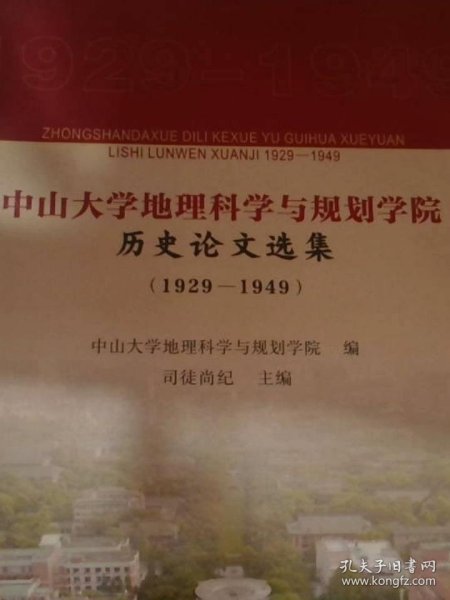 1929-1949
ZHONGSHANDAXUE DILI KEXUE YU GUIHUA XUEYUAN
LISHI LUNWEN XUANJI 1929—1949
中山大学地理科学与规划学院
历史论文选集
(1929—1949)
中山大学地理科学与规划学院 编
司徒尚纪 主编
孔夫子旧书网
www.kongfz.com